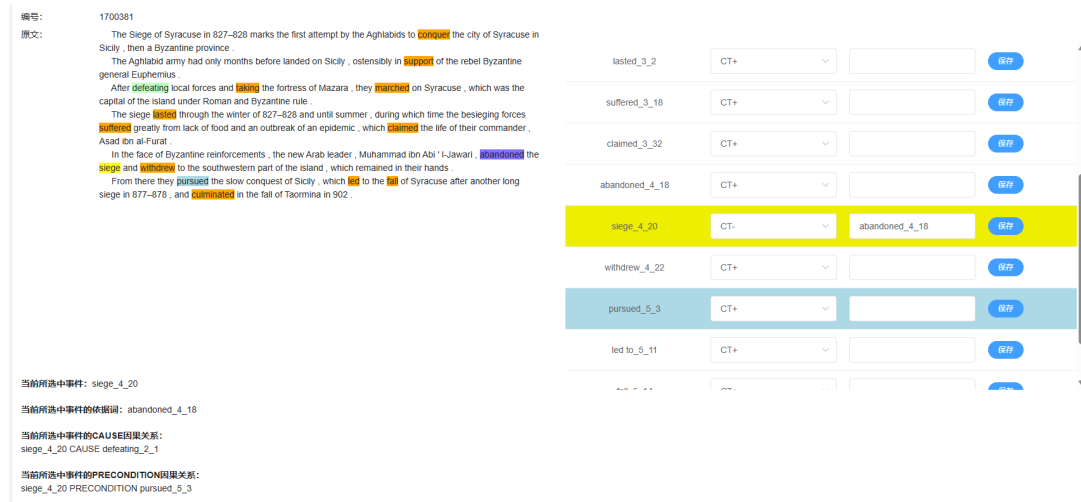 编号： 1700381
原文： The Siege of Syracuse in 827–828 marks the first attempt by the Aghlabids to conquer the city of Syracuse in
Sicily , then a Byzantine province .
The Aghlabid army had only months before landed on Sicily , ostensibly in support of the rebel Byzantine
general Euphemius .
After defeating local forces and taking the fortress of Mazara , they marched on Syracuse , which was the
capital of the island under Roman and Byzantine rule .
The siege lasted through the winter of 827–828 and until summer , during which time the besieging forces
suffered greatly from lack of food and an outbreak of an epidemic , which claimed the life of their commander ,
Asad ibn al-Furat .
In the face of Byzantine reinforcements , the new Arab leader , Muhammad ibn Abi ' l-Jawari , abandoned the
siege and withdrew to the southwestern part of the island , which remained in their hands .
From there they pursued the slow conquest of Sicily , which led to the fall of Syracuse after another long
siege in 877–878 , and culminated in the fall of Taormina in 902 .
当前所选中事件：siege_4_20
当前所选中事件的依据词：abandoned_4_18
当前所选中事件的CAUSE因果关系：
siege_4_20 CAUSE defeating_2_1
当前所选中事件的PRECONDITION因果关系：
siege_4_20 PRECONDITION pursued_5_3
lasted_3_2 CT+ 保存
suffered_3_18 CT+ 保存
claimed_3_32 CT+ 保存
abandoned_4_18 CT+ 保存
siege_4_20 CT- abandoned_4_18 保存
withdrew_4_22 CT+ 保存
pursued_5_3 CT+ 保存
led to_5_11 CT+ 保存